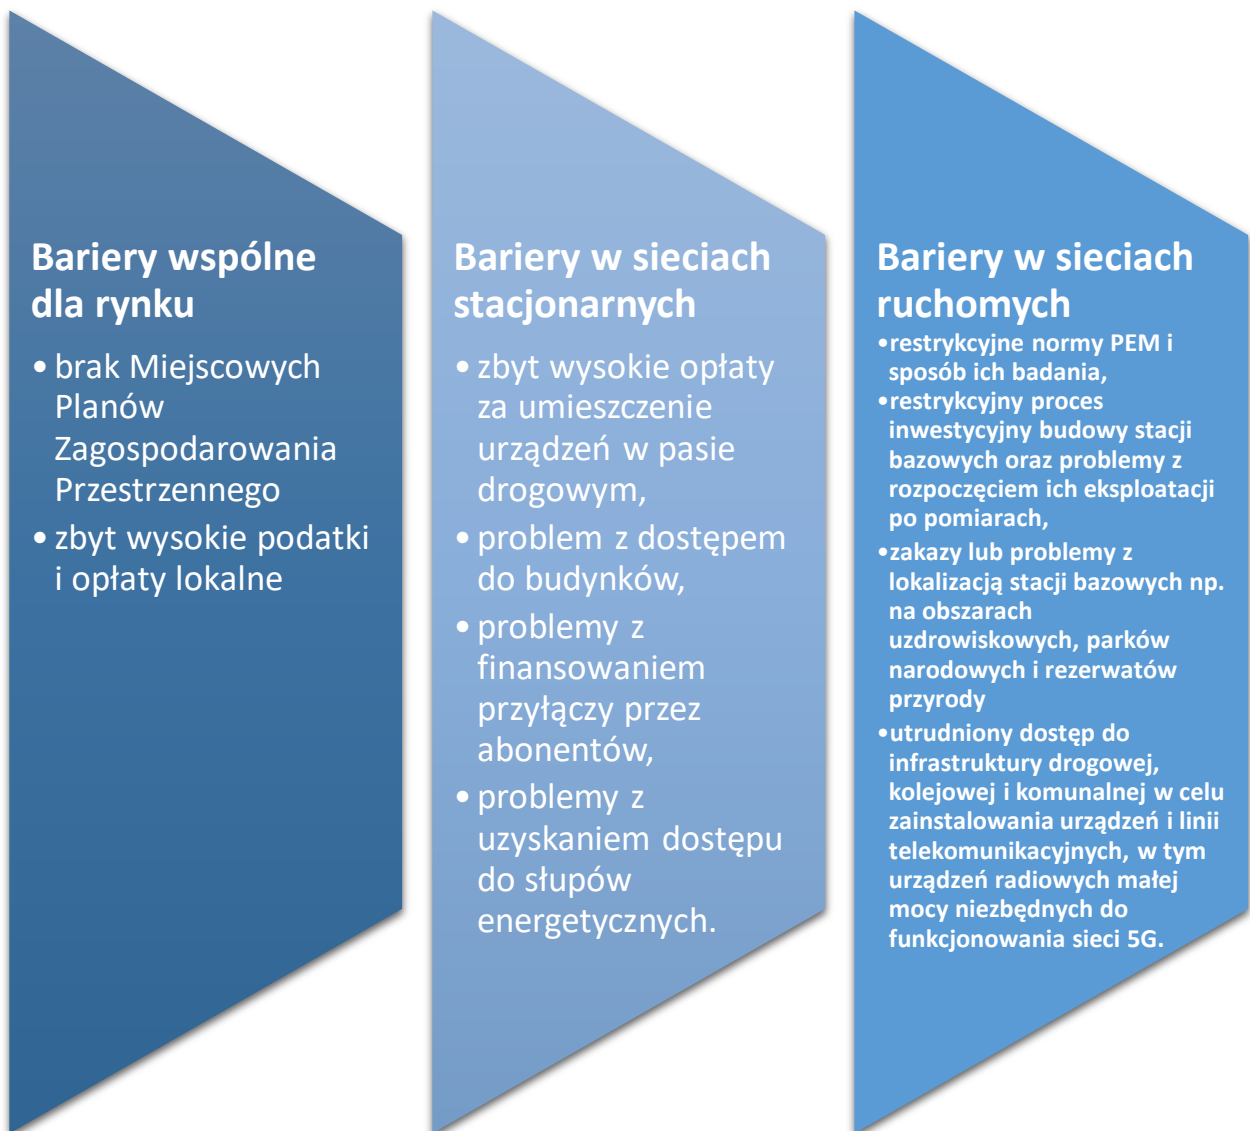 Bariery wspólne
dla rynku
•brak Miejscowych
Planów
Zagospodarowania
Przestrzennego
•zbyt wysokie podatki
i opłaty lokalne
Bariery w sieciach
stacjonarnych
•zbyt wysokie opłaty
za umieszczenie
urządzeń w pasie
drogowym,
•problem z dostępem
do budynków,
•problemy z
finansowaniem
przyłączy przez
abonentów,
•problemy z
uzyskaniem dostępu
do słupów
energetycznych.
Bariery w sieciach
ruchomych
•restrykcyjne normy PEM i
sposób ich badania,
•restrykcyjny proces
inwestycyjny budowy stacji
bazowych oraz problemy z
rozpoczęciem ich eksploatacji
po pomiarach,
•zakazy lub problemy z
lokalizacją stacji bazowych np.
na obszarach
uzdrowiskowych, parków
narodowych i rezerwatów
przyrody
•utrudniony dostęp do
infrastruktury drogowej,
kolejowej i komunalnej w celu
zainstalowania urządzeń i linii
telekomunikacyjnych, w tym
urządzeń radiowych małej
mocy niezbędnych do
funkcjonowania sieci 5G.